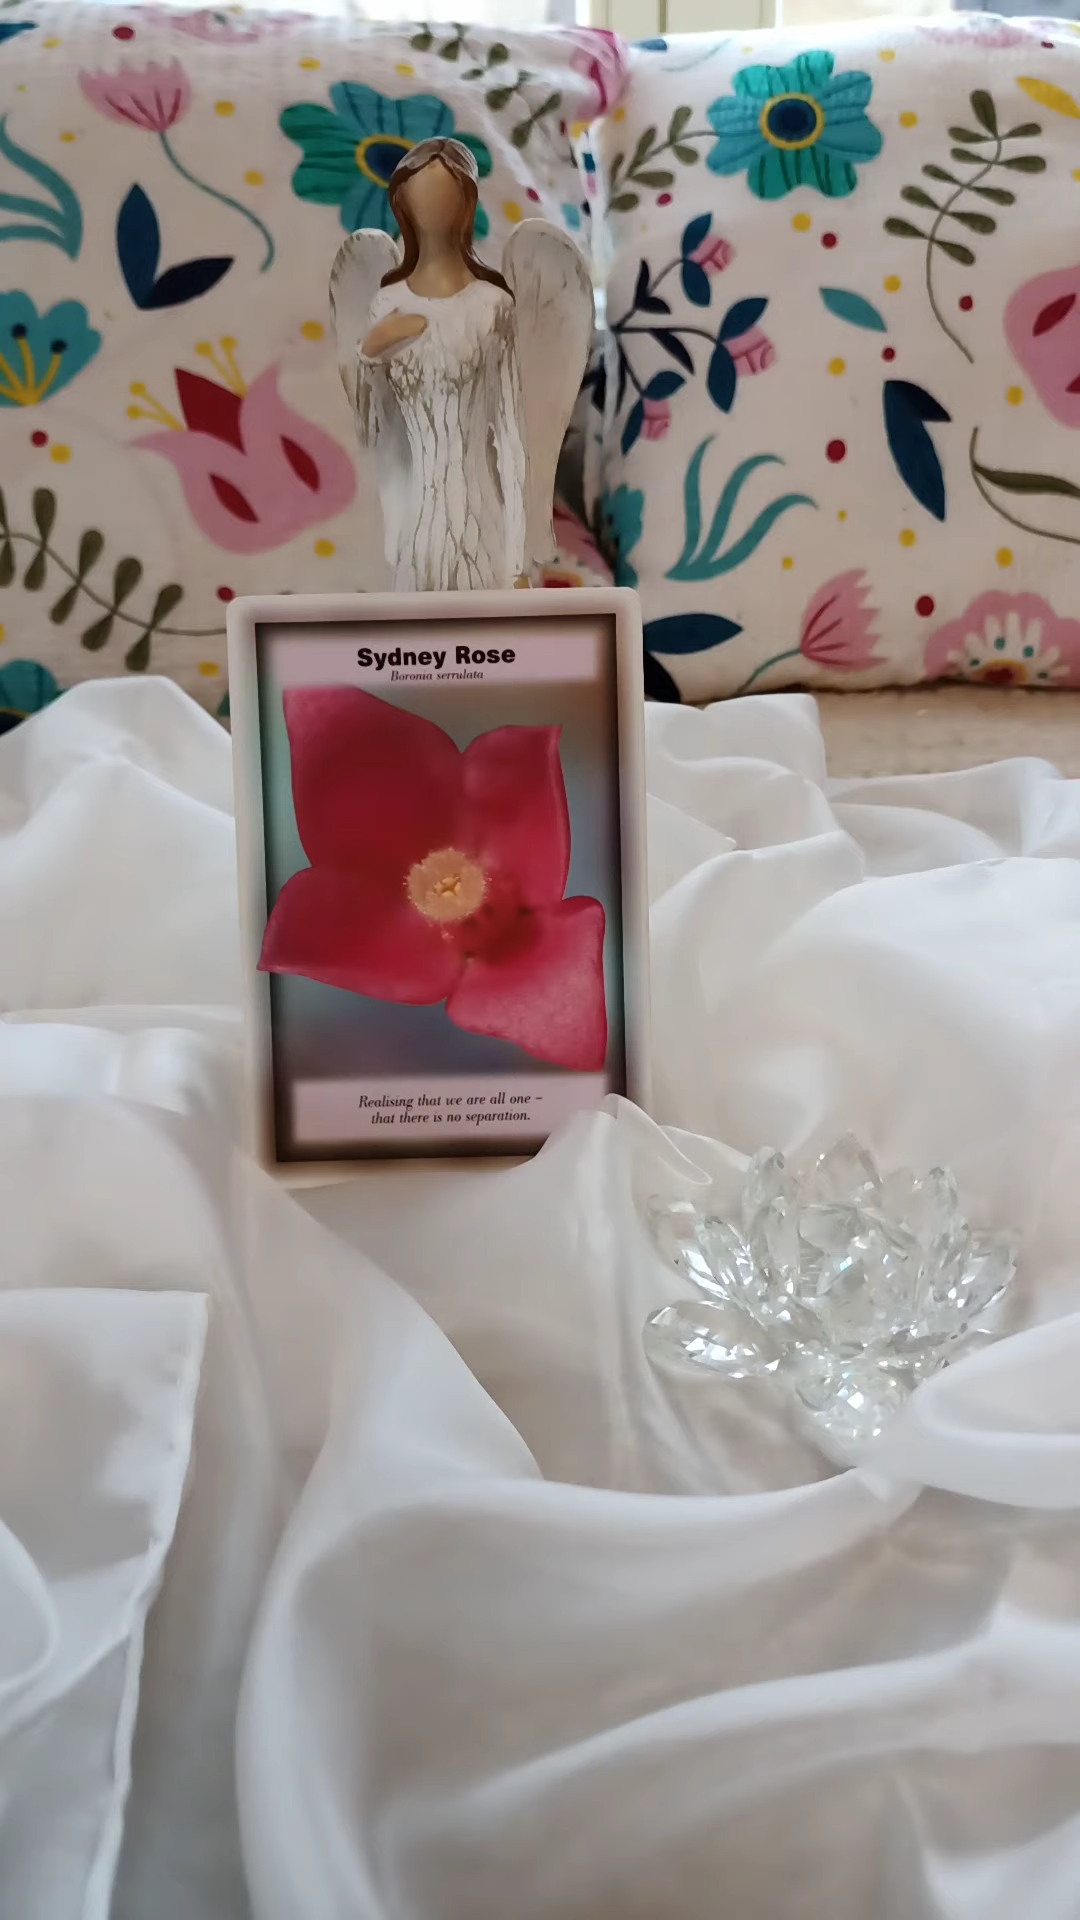 Sydney Rose
Boronia serrulata
Realising that we are all one –
that there is no separation.